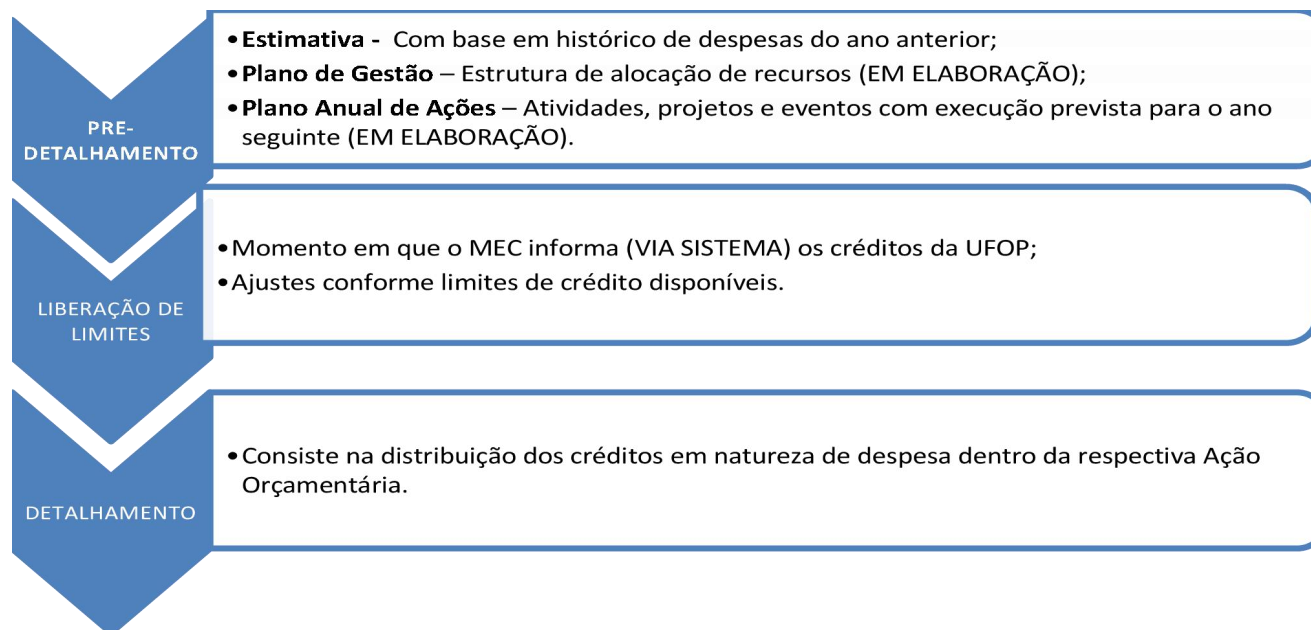 PRE-
DETALHAMENTO
•Estimativa - Com base em histórico de despesas do ano anterior;
•Plano de Gestão – Estrutura de alocação de recursos (EM ELABORAÇÃO);
•Plano Anual de Ações – Atividades, projetos e eventos com execução prevista para o ano
seguinte (EM ELABORAÇÃO).
LIBERAÇÃO DE
LIMITES
•Momento em que o MEC informa (VIA SISTEMA) os créditos da UFOP;
•Ajustes conforme limites de crédito disponíveis.
DETALHAMENTO
•Consiste na distribuição dos créditos em natureza de despesa dentro da respectiva Ação
Orçamentária.